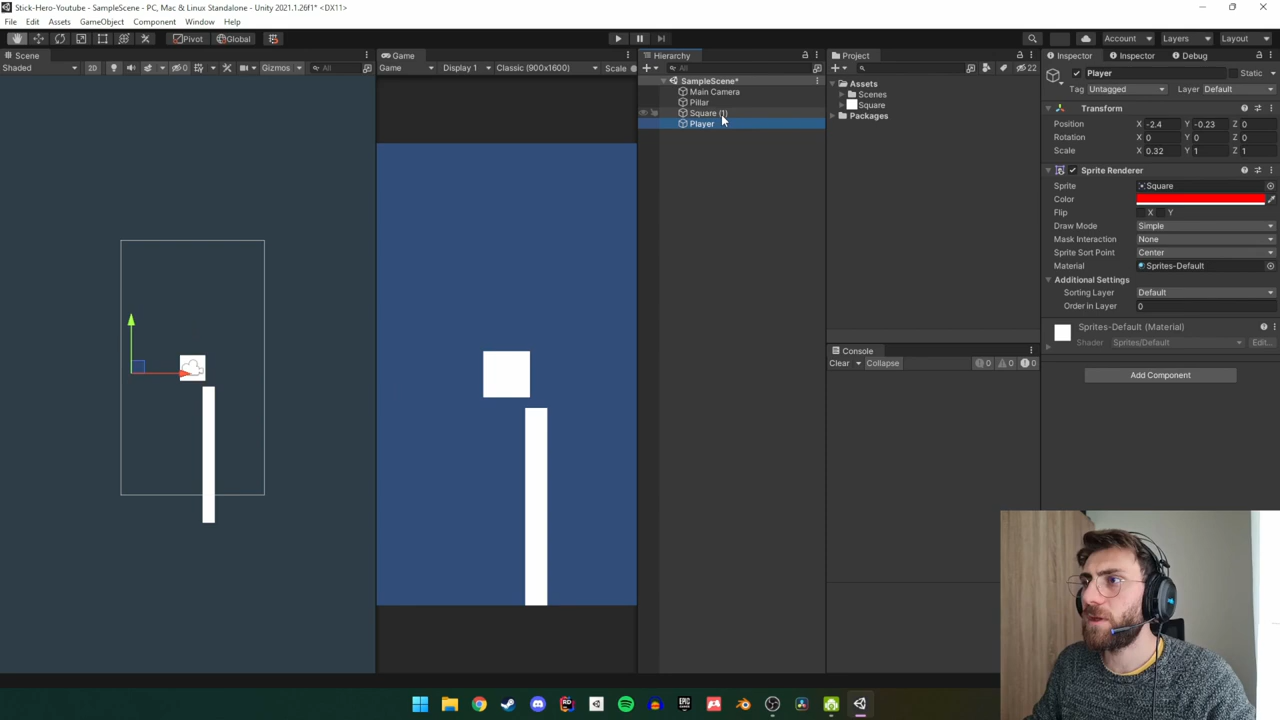 Stick-Hero-Youtube - SampleScene - PC, Mac & Linux Standalone - Unity 2021.1.26f1* <DX11>
File Edit Assets GameObject Component Window Help
Pivot Global
Account Layers Layout
Scene
Shaded 2D Gizmos All
Game
Game Display 1 Classic (900x1600) Scale
Hierarchy
All
SampleScene*
Main Camera
Pillar
Square (1)
Player
Project
22
Assets
Scenes
Square
Packages
Console
Clear Collapse 0 0 0
Inspector Inspector Debug
Player Static
Tag Untagged Layer Default
Transform
Position X -2.4 Y -0.23 Z 0
Rotation X 0 Y 0 Z 0
Scale X 0.32 Y 1 Z 1
Sprite Renderer
Sprite Square
Color
Flip X Y
Draw Mode Simple
Mask Interaction None
Sprite Sort Point Center
Material Sprites-Default
Additional Settings
Sorting Layer Default
Order in Layer 0
Sprites-Default (Material)
Shader Sprites/Default Edit...
Add Component